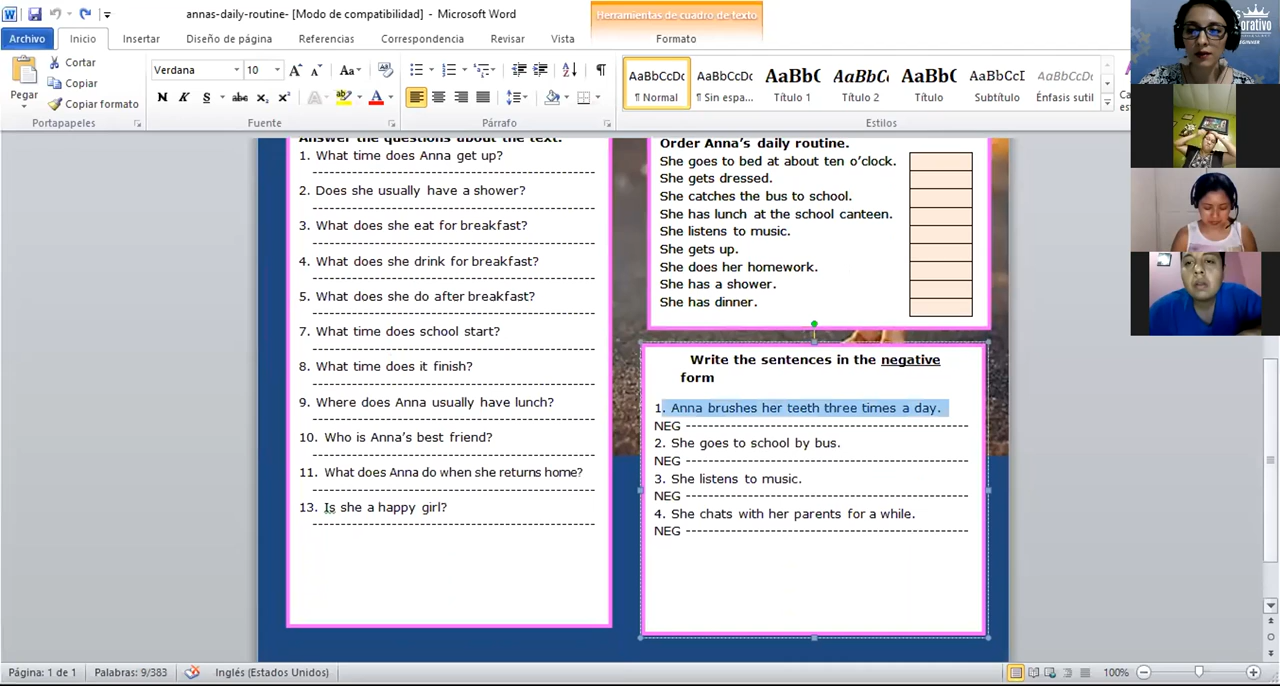 annas-daily-routine- [Modo de compatibilidad] - Microsoft Word
Herramientas de cuadro de texto
Archivo Inicio Insertar Diseño de página Referencias Correspondencia Revisar Vista Formato
Pegar
Cortar
Copiar
Copiar formato
Portapapeles
Verdana 10
Fuente
Párrafo
AaBbCcDc AaBbCcDc AaBb( AaBbCc AaBb( AaBbCcI AaBbCcDc
¶ Normal ¶ Sin espa... Título 1 Título 2 Título Subtítulo Énfasis sutil
Estilos
Answer the questions about the text.
1. What time does Anna get up?
2. Does she usually have a shower?
3. What does she eat for breakfast?
4. What does she drink for breakfast?
5. What does she do after breakfast?
7. What time does school start?
8. What time does it finish?
9. Where does Anna usually have lunch?
10. Who is Anna's best friend?
11. What does Anna do when she returns home?
13. Is she a happy girl?
Order Anna's daily routine.
She goes to bed at about ten o'clock.
She gets dressed.
She catches the bus to school.
She has lunch at the school canteen.
She listens to music.
She gets up.
She does her homework.
She has a shower.
She has dinner.
Write the sentences in the negative
form
1. Anna brushes her teeth three times a day.
NEG
2. She goes to school by bus.
NEG
3. She listens to music.
NEG
4. She chats with her parents for a while.
NEG
Página: 1 de 1 Palabras: 9/383 Inglés (Estados Unidos) 100%